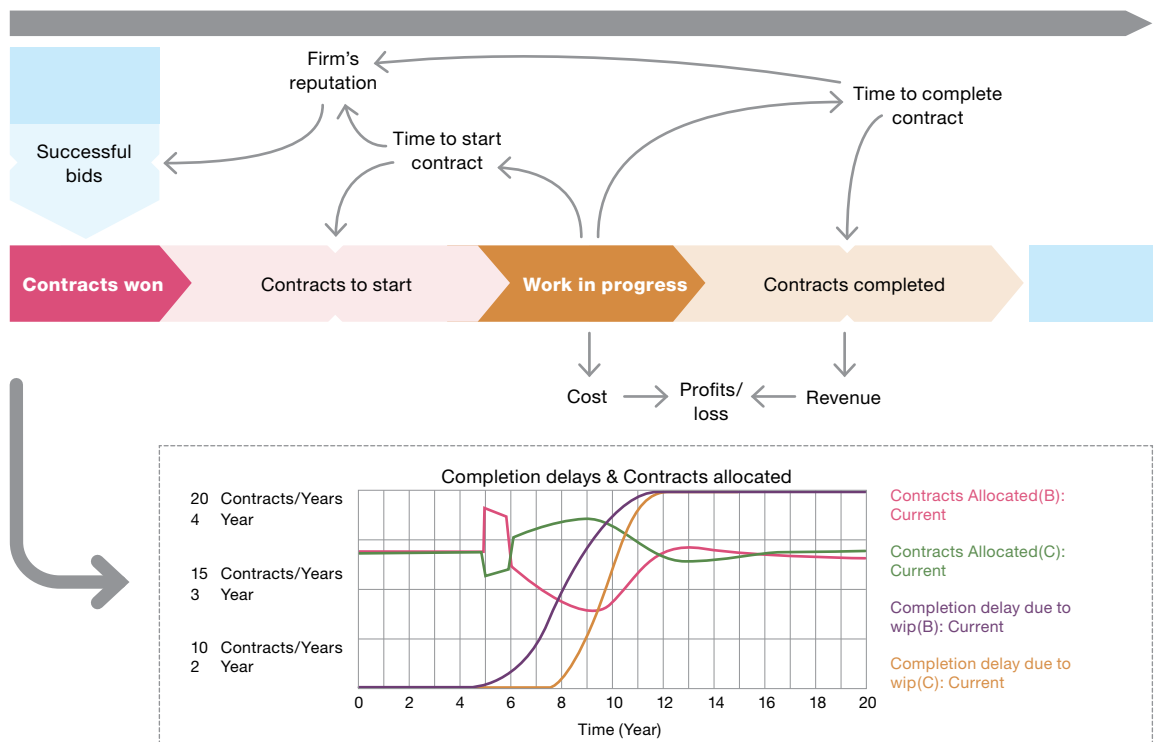 Firm's
reputation
Time to complete
contract
Time to start
contract
Successful
bids
Contracts won
Contracts to start
Work in progress
Contracts completed
Cost
Profits/
loss
Revenue
Completion delays & Contracts allocated
20 Contracts/Years
4 Year
15 Contracts/Years
3 Year
10 Contracts/Years
2 Year
0 2 4 6 8 10 12 14 16 18 20
Time (Year)
Contracts Allocated(B):
Current
Contracts Allocated(C):
Current
Completion delay due to
wip(B): Current
Completion delay due to
wip(C): Current